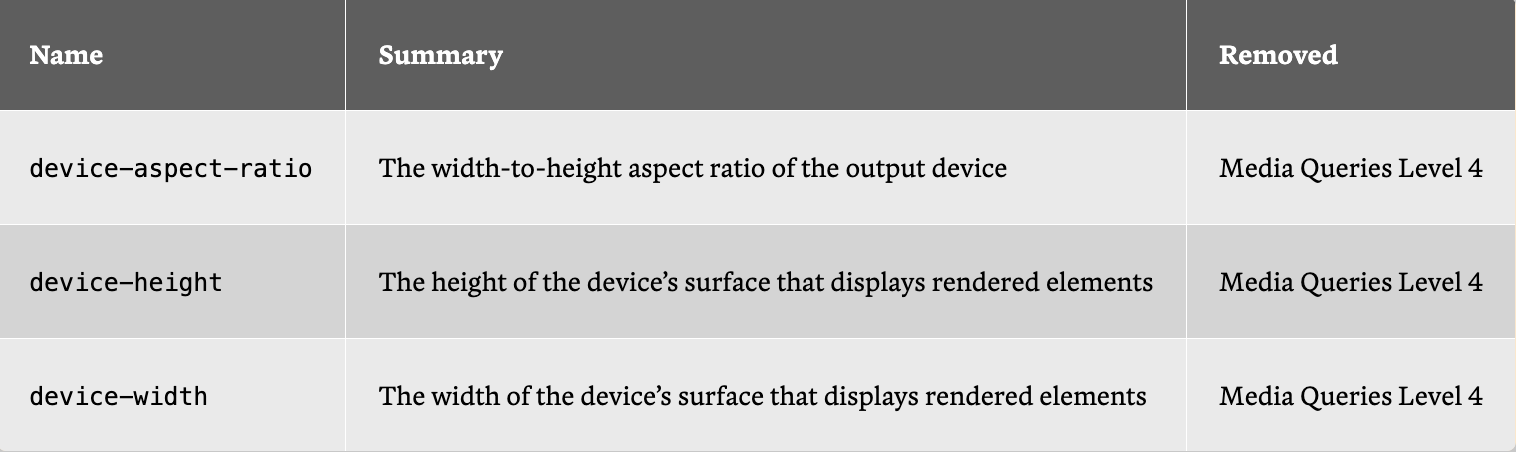 Name Summary Removed
device-aspect-ratio The width-to-height aspect ratio of the output device Media Queries Level 4
device-height The height of the device’s surface that displays rendered elements Media Queries Level 4
device-width The width of the device’s surface that displays rendered elements Media Queries Level 4